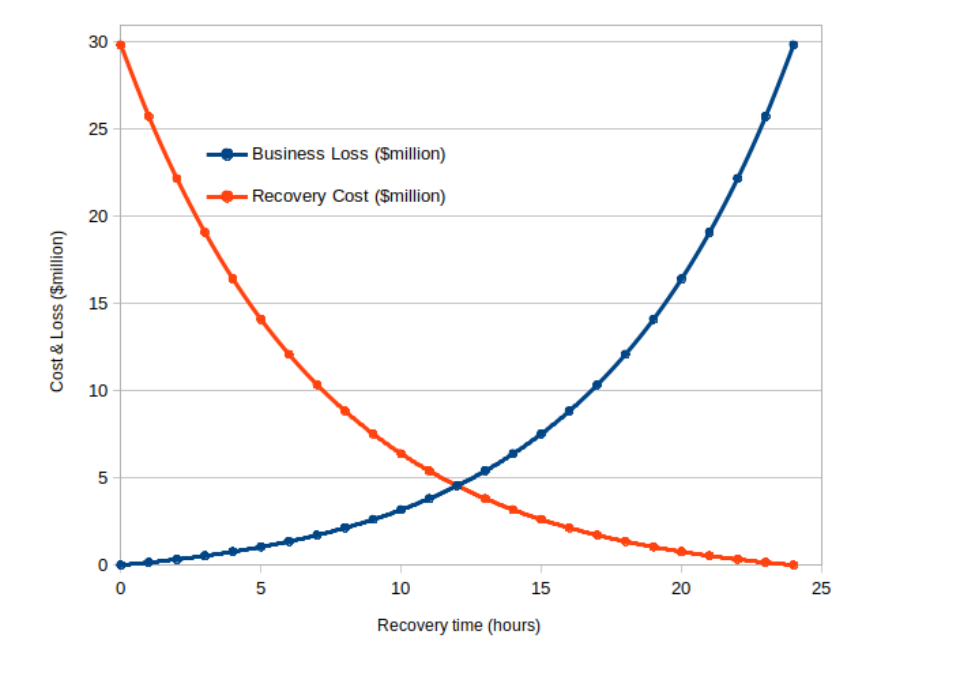 30
25
Business Loss ($million)
Recovery Cost ($million)
20
Cost & Loss ($million)
15
10
5
0
0 5 10 15 20 25
Recovery time (hours)